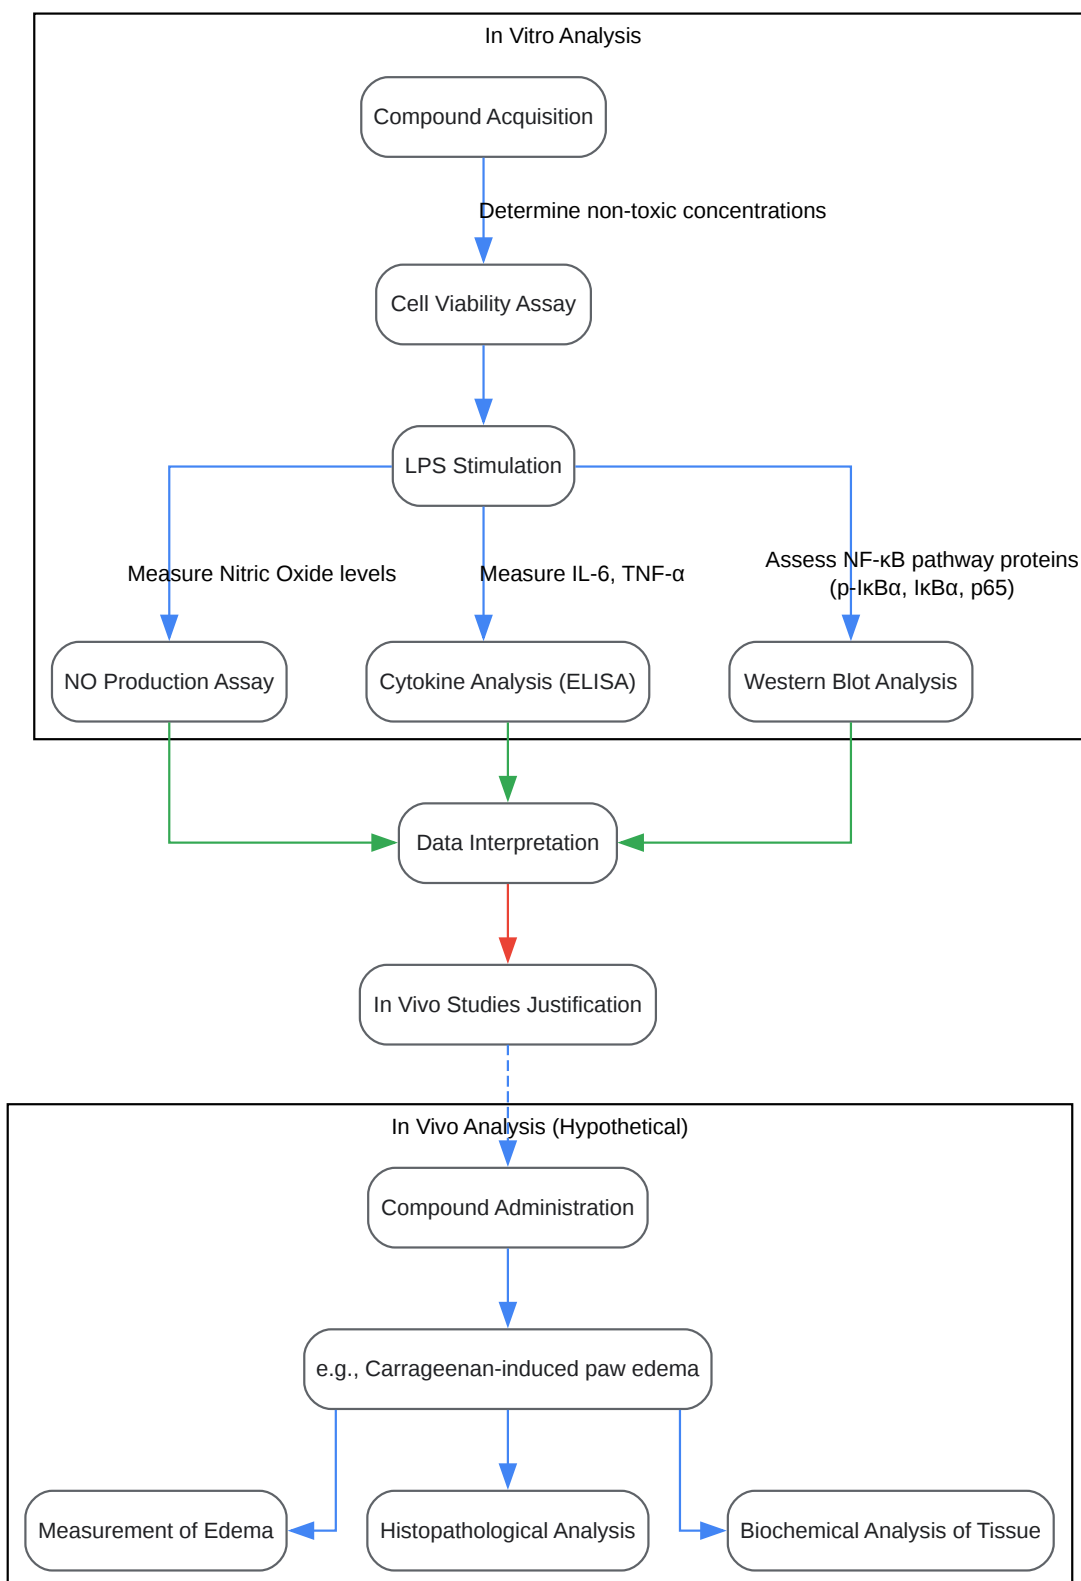 In Vitro Analysis
Compound Acquisition
Determine non-toxic concentrations
Cell Viability Assay
LPS Stimulation
Measure Nitric Oxide levels
Measure IL-6, TNF-α
Assess NF-κB pathway proteins
(p-IκBα, IκBα, p65)
NO Production Assay
Cytokine Analysis (ELISA)
Western Blot Analysis
Data Interpretation
In Vivo Studies Justification
In Vivo Analysis (Hypothetical)
Compound Administration
e.g., Carrageenan-induced paw edema
Measurement of Edema
Histopathological Analysis
Biochemical Analysis of Tissue